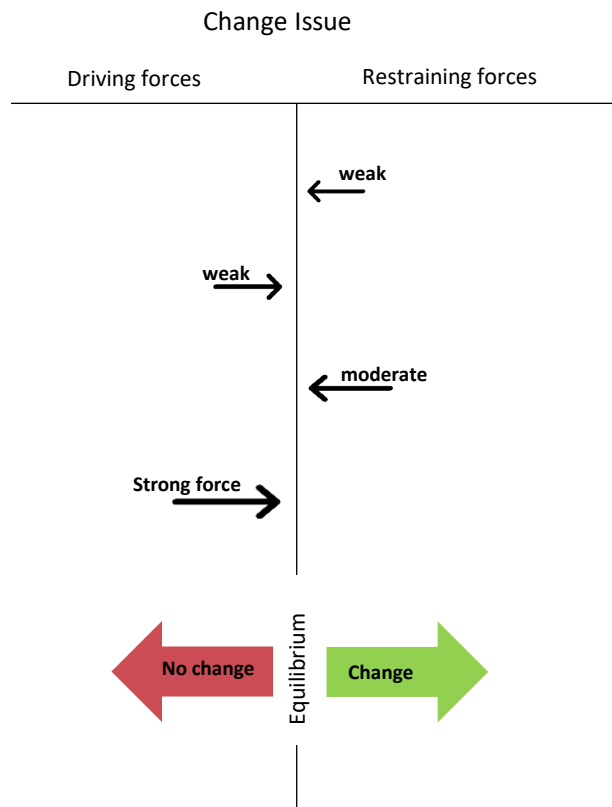 Change Issue
Driving forces
Restraining forces
weak
weak
moderate
Strong force
No change
Equilibrium
Change